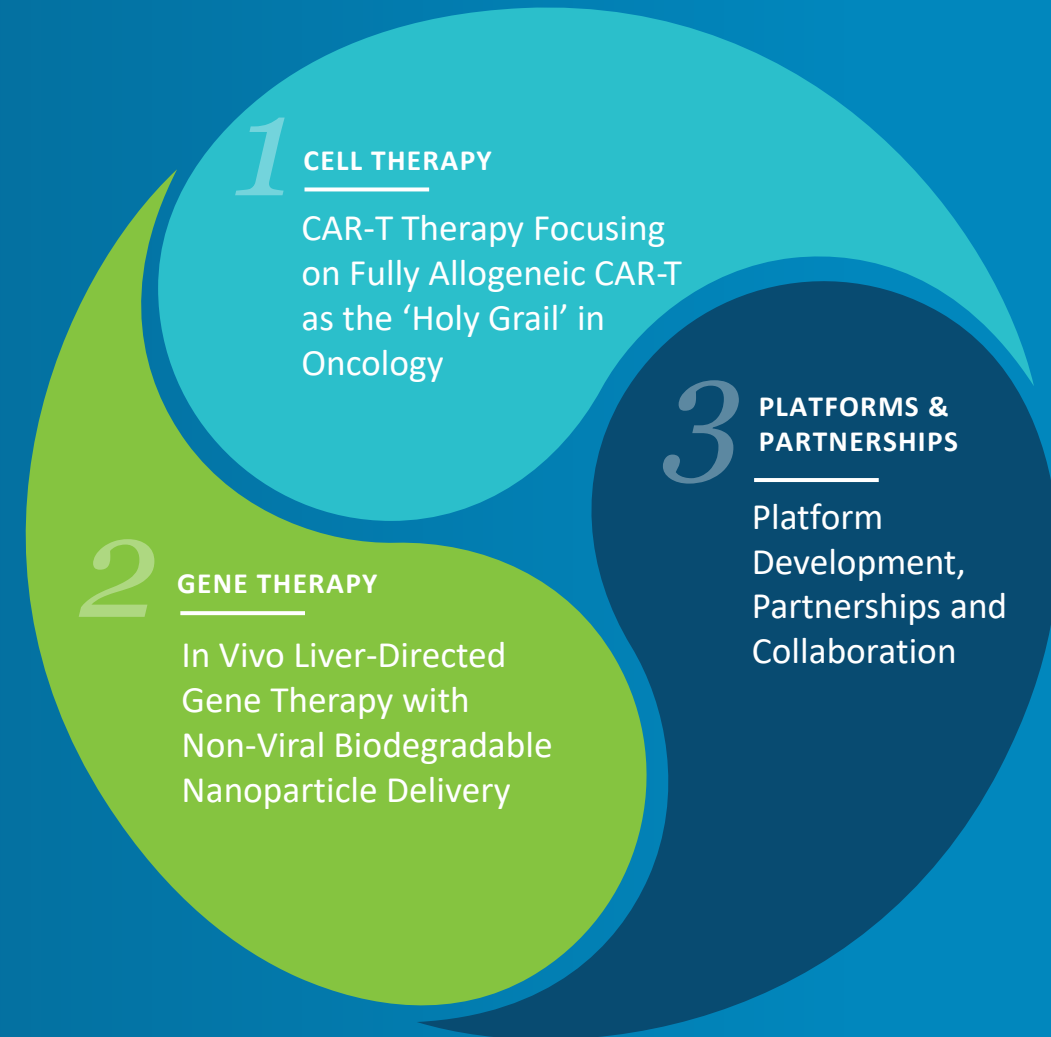 1
CELL THERAPY
CAR-T Therapy Focusing
on Fully Allogeneic CAR-T
as the ‘Holy Grail’ in
Oncology
2
GENE THERAPY
In Vivo Liver-Directed
Gene Therapy with
Non-Viral Biodegradable
Nanoparticle Delivery
3
PLATFORMS &
PARTNERSHIPS
Platform
Development,
Partnerships and
Collaboration